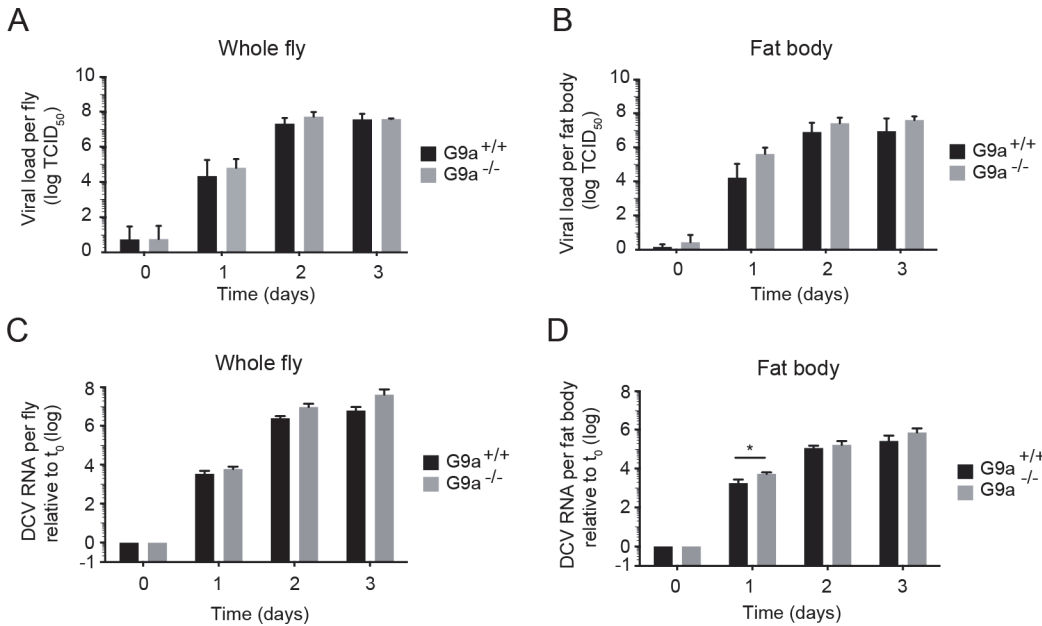 A
Whole fly
Viral load per fly
(log TCID50)
10
8
6
4
2
0
0 1 2 3
Time (days)
G9a +/+
G9a -/-
B
Fat body
Viral load per fat body
(log TCID50)
10
8
6
4
2
0
0 1 2 3
Time (days)
G9a +/+
G9a -/-
C
Whole fly
DCV RNA per fly
relative to t0 (log)
8
6
4
2
0
-1
0 1 2 3
Time (days)
G9a +/+
G9a -/-
D
Fat body
DCV RNA per fat body
relative to t0 (log)
8
6
4
2
0
-1
*
0 1 2 3
Time (days)
G9a +/+
G9a -/-